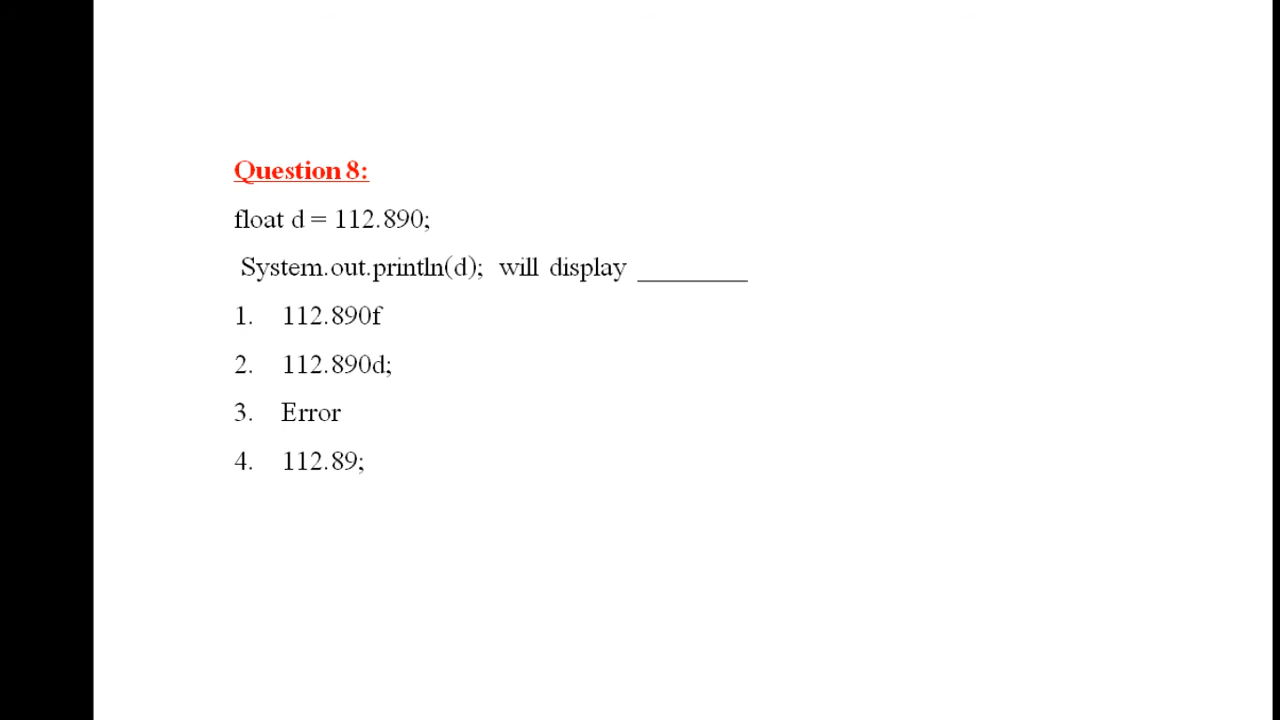 Question 8:
float d = 112.890;
System.out.println(d); will display ________
1. 112.890f
2. 112.890d;
3. Error
4. 112.89;